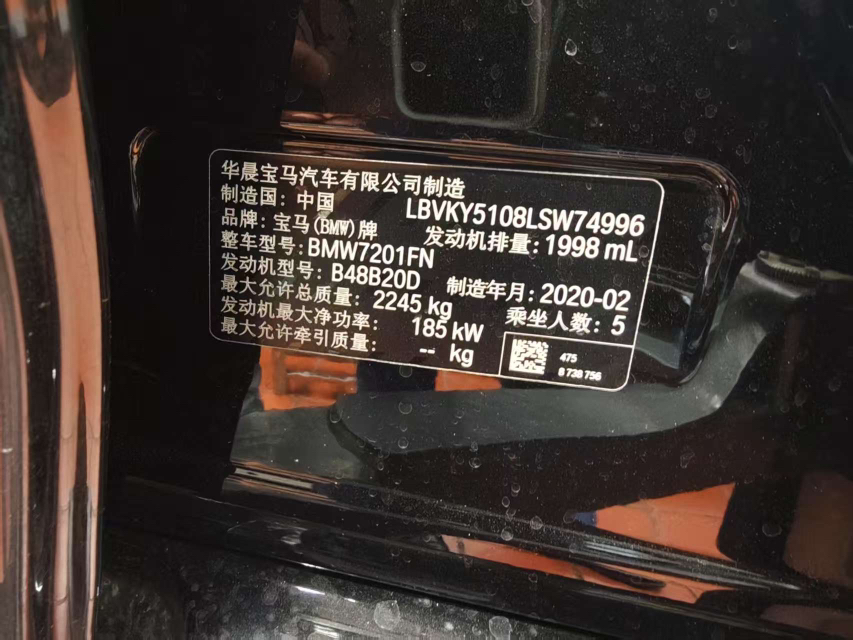 华晨宝马汽车有限公司制造
制造国：中国 LBVKY5108LSW74996
品牌：宝马(BMW)牌 发动机排量：1998 mL
整车型号：BMW7201FN
发动机型号：B48B20D 制造年月：2020-02
最大允许总质量： 2245 kg 乘坐人数：5
发动机最大净功率： 185 kW
最大允许牵引质量： -- kg
475
8 738 756